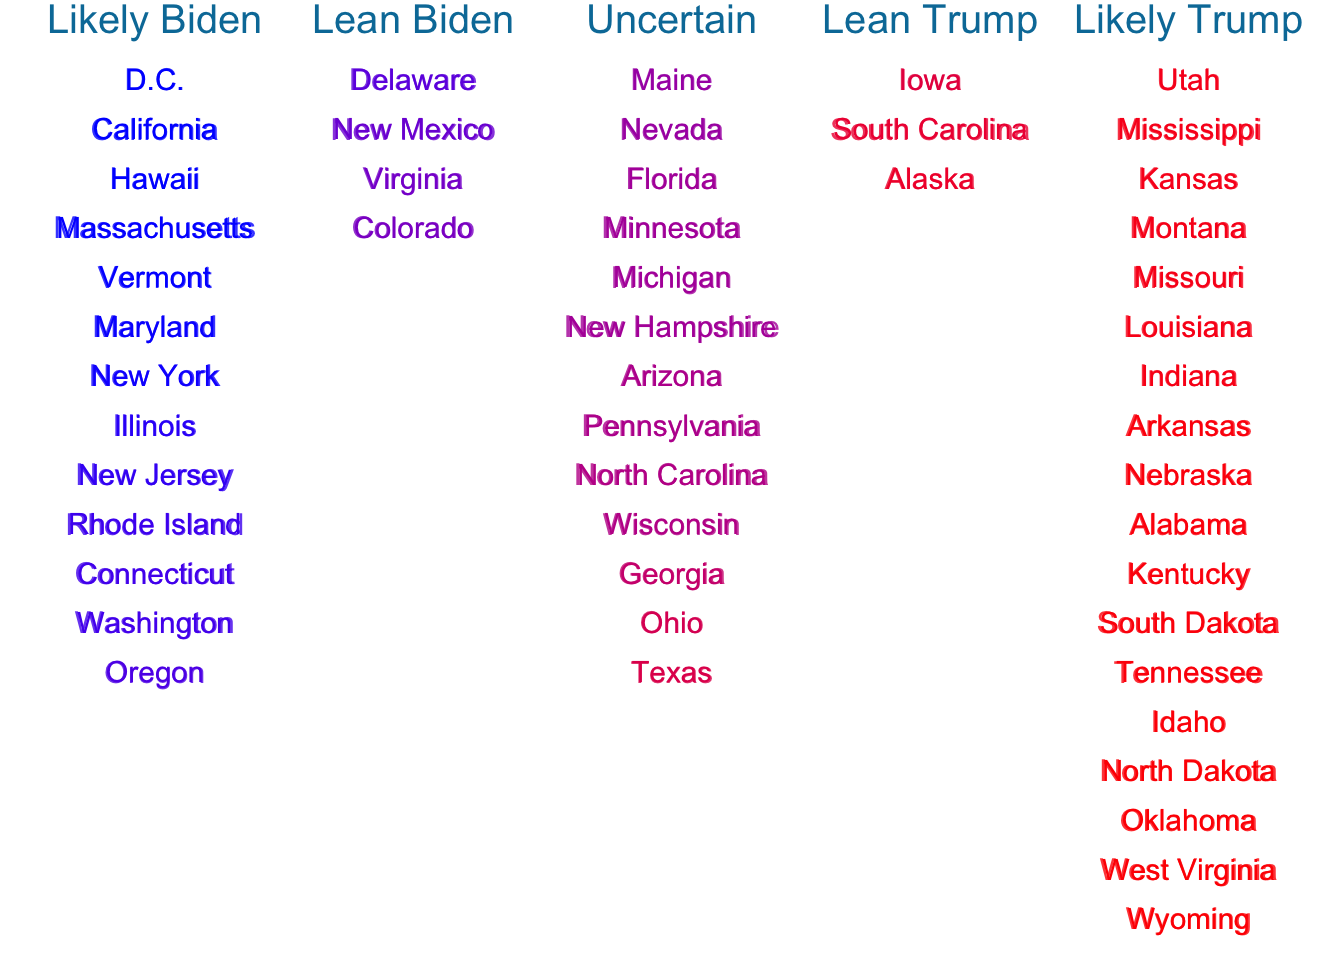 Likely Biden Lean Biden Uncertain Lean Trump Likely Trump
D.C. Delaware Maine Iowa Utah
California New Mexico Nevada South Carolina Mississippi
Hawaii Virginia Florida Alaska Kansas
Massachusetts Colorado Minnesota Montana
Vermont Michigan Missouri
Maryland New Hampshire Louisiana
New York Arizona Indiana
Illinois Pennsylvania Arkansas
New Jersey North Carolina Nebraska
Rhode Island Wisconsin Alabama
Connecticut Georgia Kentucky
Washington Ohio South Dakota
Oregon Texas Tennessee
Idaho
North Dakota
Oklahoma
West Virginia
Wyoming